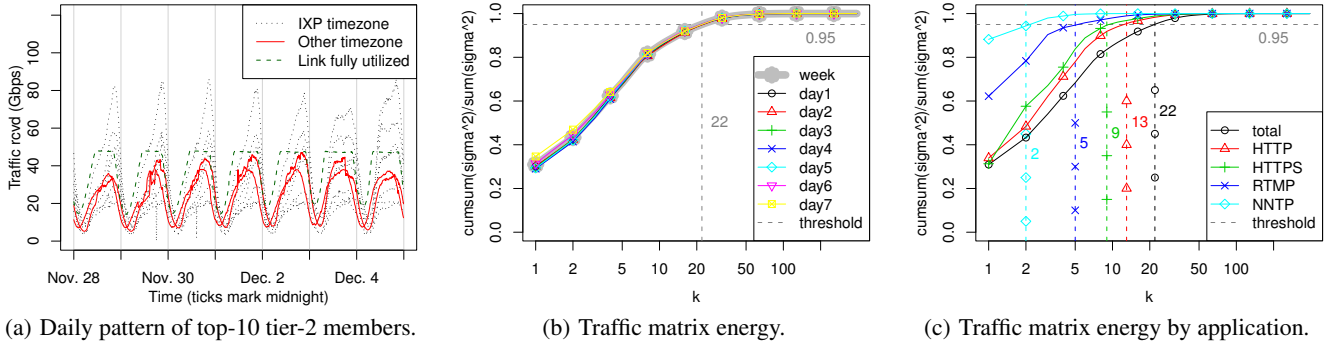 Traffic rcvd (Gbps)
0 20 40 60 80 100 120
IXP timezone
Other timezone
Link fully utilized
Nov. 28 Nov. 30 Dec. 2 Dec. 4
Time (ticks mark midnight)
(a) Daily pattern of top-10 tier-2 members.
cumsum(sigma^2)/sum(sigma^2)
0.0 0.2 0.4 0.6 0.8 1.0
0.95
22
week
day1
day2
day3
day4
day5
day6
day7
threshold
1 2 5 10 20 50 100
k
(b) Traffic matrix energy.
cumsum(sigma^2)/sum(sigma^2)
0.0 0.2 0.4 0.6 0.8 1.0
0.95
2 5 9 13 22
total
HTTP
HTTPS
RTMP
NNTP
threshold
1 2 5 10 20 50 100
k
(c) Traffic matrix energy by application.